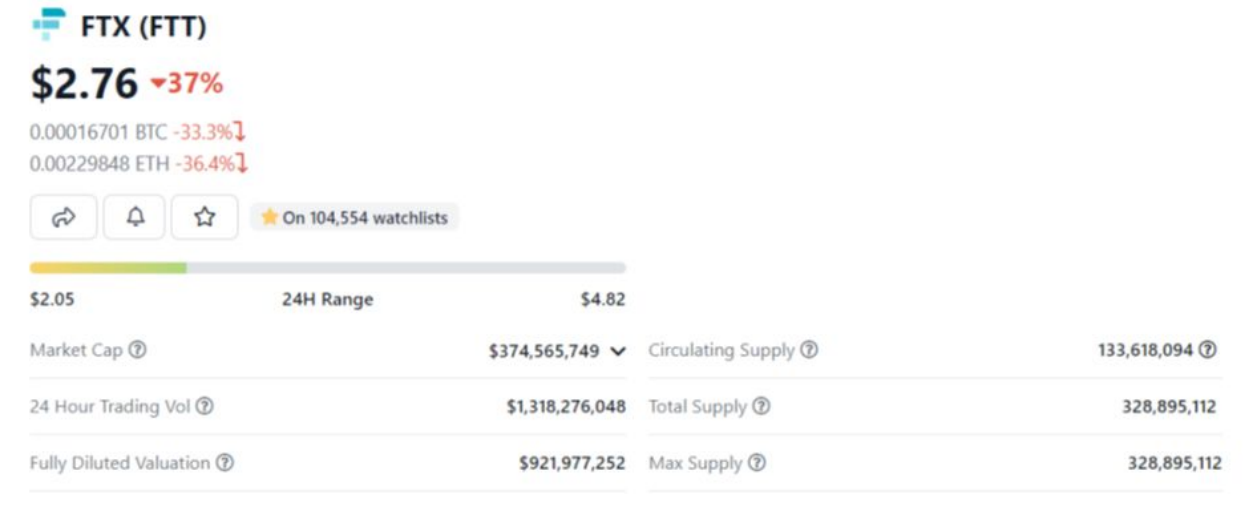 FTX (FTT)
$2.76 ▼37%
0.00016701 BTC -33.3%
0.00229848 ETH -36.4%
On 104,554 watchlists
$2.05 24H Range $4.82
Market Cap $374,565,749 Circulating Supply 133,618,094
24 Hour Trading Vol $1,318,276,048 Total Supply 328,895,112
Fully Diluted Valuation $921,977,252 Max Supply 328,895,112